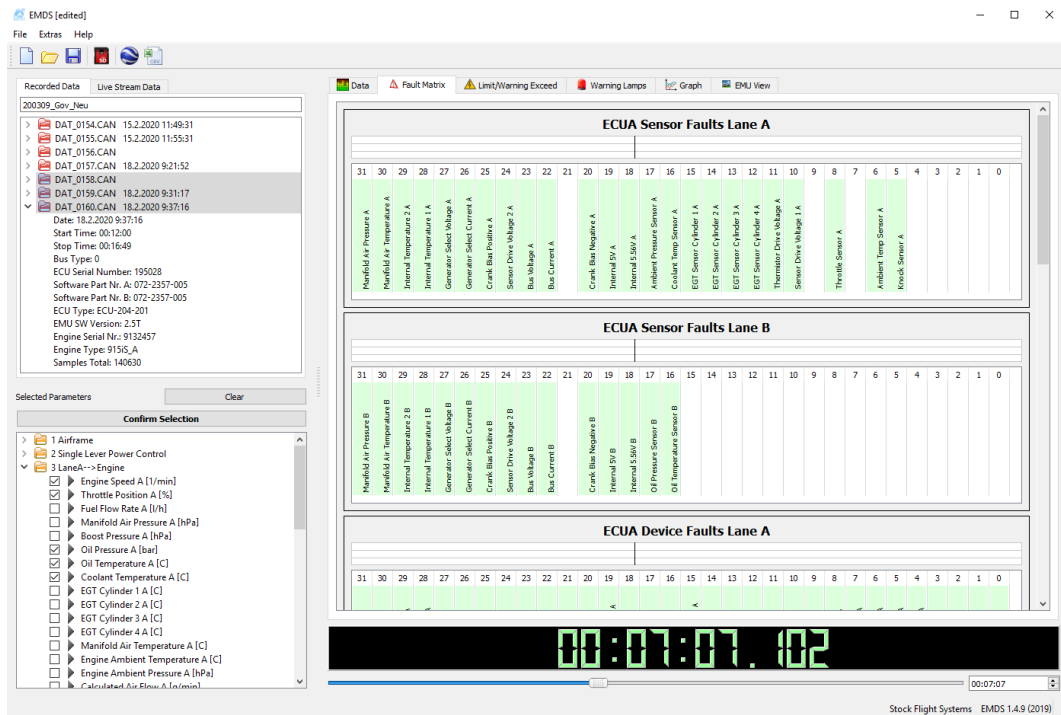 EMDS [edited]
File Extras Help
SD
CSV
Recorded Data Live Stream Data
200309_Gov_Neu
DAT_0154.CAN 15.2.2020 11:49:31
DAT_0155.CAN 15.2.2020 11:55:31
DAT_0156.CAN
DAT_0157.CAN 18.2.2020 9:21:52
DAT_0158.CAN
DAT_0159.CAN 18.2.2020 9:31:17
DAT_0160.CAN 18.2.2020 9:37:16
Date: 18.2.2020 9:37:16
Start Time: 00:12:00
Stop Time: 00:16:49
Bus Type: 0
ECU Serial Number: 195028
Software Part Nr. A: 072-2357-005
Software Part Nr. B: 072-2357-005
ECU Type: ECU-204-201
EMU SW Version: 2.5T
Engine Serial Nr.: 9132457
Engine Type: 915iS_A
Samples Total: 140630
Selected Parameters Clear
Confirm Selection
1 Airframe
2 Single Lever Power Control
3 LaneA-->Engine
Engine Speed A [1/min]
Throttle Position A [%]
Fuel Flow Rate A [l/h]
Manifold Air Pressure A [hPa]
Boost Pressure A [hPa]
Oil Pressure A [bar]
Oil Temperature A [C]
Coolant Temperature A [C]
EGT Cylinder 1 A [C]
EGT Cylinder 2 A [C]
EGT Cylinder 3 A [C]
EGT Cylinder 4 A [C]
Manifold Air Temperature A [C]
Engine Ambient Temperature A [C]
Engine Ambient Pressure A [hPa]
Calculated Air Flow A [g/min]
Data Fault Matrix Limit/Warning Exceed Warning Lamps Graph EMU View
ECUA Sensor Faults Lane A
31 30 29 28 27 26 25 24 23 22 21 20 19 18 17 16 15 14 13 12 11 10 9 8 7 6 5 4 3 2 1 0
Manifold Air Pressure A
Manifold Air Temperature A
Internal Temperature 2 A
Internal Temperature 1 A
Generator Select Voltage A
Generator Select Current A
Crank Bias Positive A
Sensor Drive Voltage 2 A
Bus Voltage A
Bus Current A
Crank Bias Negative A
Internal 5V A
Internal 5.56V A
Ambient Pressure Sensor A
Coolant Temp Sensor A
EGT Sensor Cylinder 1 A
EGT Sensor Cylinder 2 A
EGT Sensor Cylinder 3 A
EGT Sensor Cylinder 4 A
Thermistor Drive Voltage A
Sensor Drive Voltage 1 A
Throttle Sensor A
Ambient Temp Sensor A
Knock Sensor A
ECUA Sensor Faults Lane B
31 30 29 28 27 26 25 24 23 22 21 20 19 18 17 16 15 14 13 12 11 10 9 8 7 6 5 4 3 2 1 0
Manifold Air Pressure B
Manifold Air Temperature B
Internal Temperature 2 B
Internal Temperature 1 B
Generator Select Voltage B
Generator Select Current B
Crank Bias Positive B
Sensor Drive Voltage 2 B
Bus Voltage B
Bus Current B
Crank Bias Negative B
Internal 5V B
Internal 5.56V B
Oil Pressure Sensor B
Oil Temperature Sensor B
ECUA Device Faults Lane A
31 30 29 28 27 26 25 24 23 22 21 20 19 18 17 16 15 14 13 12 11 10 9 8 7 6 5 4 3 2 1 0
00:07:07.102
00:07:07
Stock Flight Systems EMDS 1.4.9 (2019)